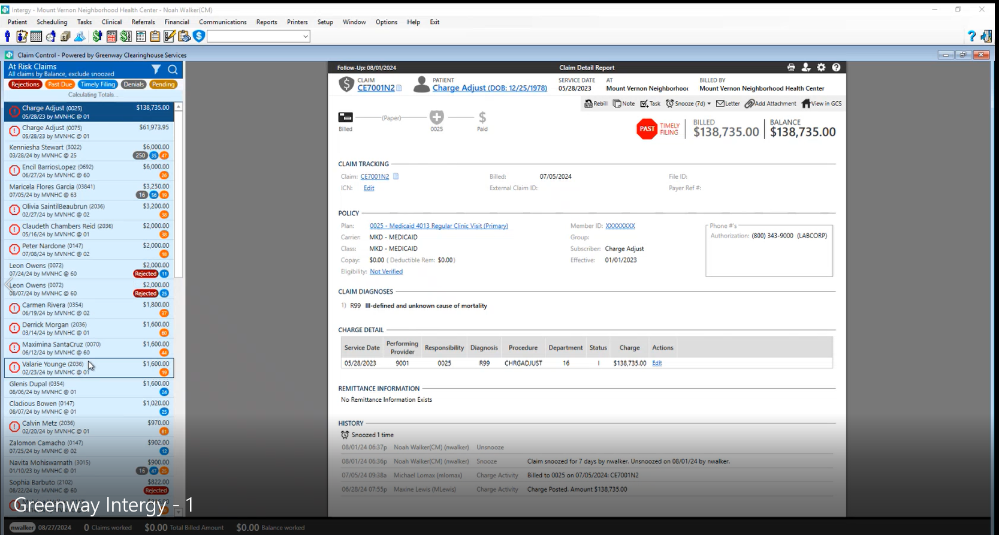 Intergy - Mount Vernon Neighborhood Health Center - Noah Walker(CM)
Patient Scheduling Tasks Clinical Referrals Financial Communications Reports Printers Setup Window Options Help Exit
Claim Control - Powered by Greenway Clearinghouse Services
At Risk Claims
All claims by Balance, exclude snoozed
Rejections Past Due Timely Filing Denials Pending
Calculating Totals...
Charge Adjust (0025) $138,735.00
05/28/23 by MVNHC @ 01
Charge Adjust (0075) $61,973.95
05/28/23 by MVNHC @ 01
Kenniesha Stewart (3022) $6,000.00
03/28/24 by MVNHC @ 25 250 35 47
Encil BarriosLopez (0692) $6,000.00
06/27/24 by MVNHC @ 60 26
Maricela Flores Garcia (03841) $3,250.00
07/05/24 by MVNHC @ 63 16 56 19
Olivia SaintilBeaubrun (2036) $3,200.00
02/27/24 by MVNHC @ 02 38
Claudeth Chambers Reid (2036) $2,000.00
05/16/24 by MVNHC @ 01 38
Peter Nardone (0147) $2,000.00
07/08/24 by MVNHC @ 02 18
Leon Owens (0072) $2,000.00
07/24/24 by MVNHC @ 60 Rejected 11
Leon Owens (0072) $2,000.00
08/07/24 by MVNHC @ 60 Rejected 25
Carmen Rivera (0354) $1,800.00
06/19/24 by MVNHC @ 02 37
Derrick Morgan (2036) $1,600.00
03/14/24 by MVNHC @ 01 60
Maximina SantaCruz (0070) $1,600.00
06/12/24 by MVNHC @ 60 44
Valarie Younge (2036) $1,600.00
02/23/24 by MVNHC @ 01 19
Glenis Dupal (0354) $1,600.00
08/06/24 by MVNHC @ 01 24
Cladious Bowen (0147) $1,020.00
08/07/24 by MVNHC @ 01 25
Calvin Metz (2036) $970.00
02/20/24 by MVNHC @ 01 61
Zalomon Camacho (0147) $902.00
07/25/24 by MVNHC @ 02 12
Navita Mohiswarnath (3015) $900.00
01/10/23 by MVNHC @ 01 16 47 25
Sophia Barbuto (2102) $822.00
08/22/24 by MVNHC @ 60 Rejected
Greenway Intergy - 1
Follow-Up: 08/01/2024 Claim Detail Report
CLAIM PATIENT SERVICE DATE AT BILLED BY
CE7001N2 Charge Adjust (DOB: 12/25/1978) 05/28/2023 Mount Vernon Neighborhooc Mount Vernon Neighborhood Health Center
Rebill Note Task Snooze (7d) Letter Add Attachment View in GCS
(Paper)
Billed 0025 Paid
PAST TIMELY FILING BILLED $138,735.00 BALANCE $138,735.00
CLAIM TRACKING
Claim: CE7001N2 Billed: 07/05/2024 File ID:
ICN: Edit External Claim ID: Payer Ref #:
POLICY
Plan: 0025 - Medicaid 4013 Regular Clinic Visit (Primary) Member ID: XXXXXXXX Phone #'s
Carrier: MKD - MEDICAID Group: Authorization: (800) 343-9000 (LABCORP)
Class: MKD - MEDICAID Subscriber: Charge Adjust
Copay: $0.00 ( Deductible Rem: $0.00 ) Effective: 01/01/2023
Eligibility: Not Verified
CLAIM DIAGNOSES
1) R99 Ill-defined and unknown cause of mortality
CHARGE DETAIL
Service Date Performing Provider Responsibility Diagnosis Procedure Department Status Charge Actions
05/28/2023 9001 0025 R99 CHRGADJUST 16 I $138,735.00 Edit
REMITTANCE INFORMATION
No Remittance Information Exists
HISTORY
Snoozed 1 time
08/01/24 06:37p Noah Walker(CM) (nwalker) Unsnooze
08/01/24 06:36p Noah Walker(CM) (nwalker) Snooze Claim snoozed for 7 days by nwalker. Unsnoozed on 08/01/24 by nwalker.
07/05/24 09:38a Michael Lomax (mlomax) Charge Activity Billed to 0025 on 07/05/2024: CE7001N2
06/28/24 07:55p Maxine Lewis (MLewis) Charge Activity Charge Posted. Amount $138,735.00
nwalker 08/27/2024 0 Claims worked $0.00 Total Billed Amount $0.00 Balance worked